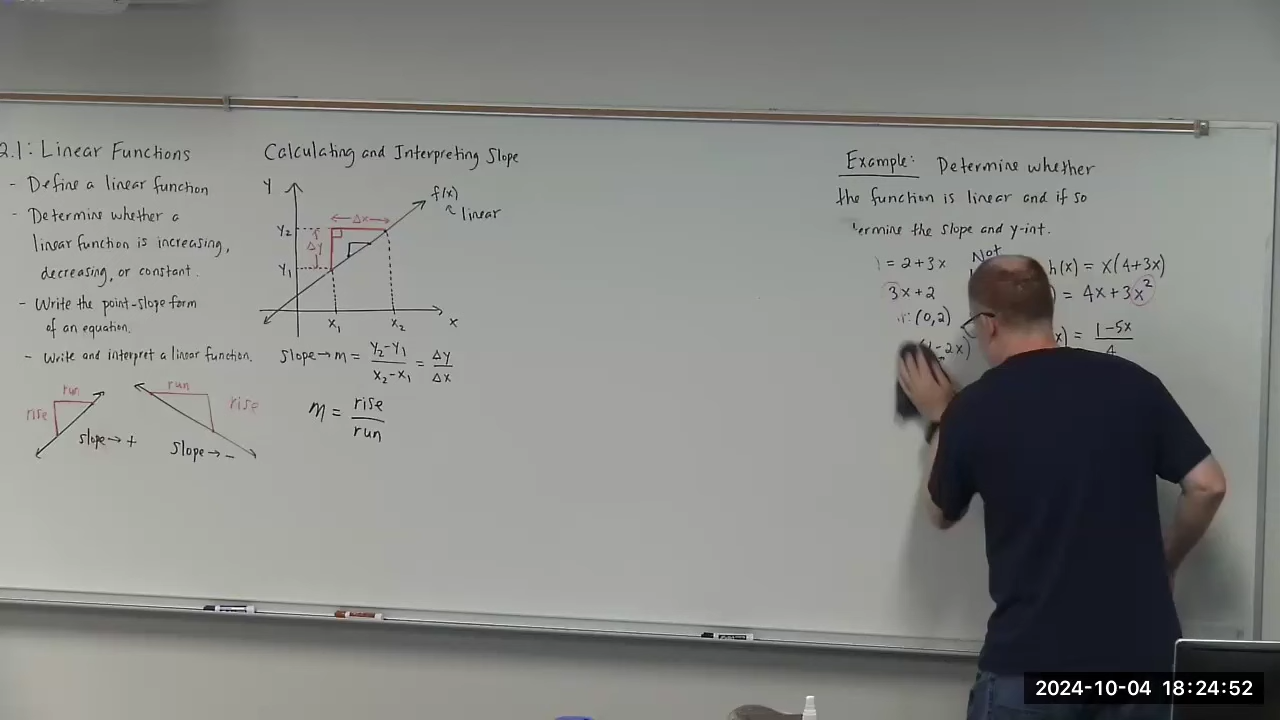 2.1: Linear Functions
- Define a linear function
- Determine whether a
linear function is increasing,
decreasing, or constant.
- Write the point-slope form
of an equation.
- Write and interpret a linear function.
run
rise
slope → +
run
rise
slope → -
Calculating and Interpreting Slope
Y
f(x)
linear
Δx
Y2
Δy
Y1
X1
X2
X
slope → m = Y2-Y1 / X2-X1 = Δy / Δx
m = rise / run
Example: Determine whether
the function is linear and if so
ermine the slope and y-int.
= 2+3x
Not
3x+2
: (0,2)
-2x)
h(x) = x(4+3x)
) = 4x+3x²
x) = 1-5x / 4
2024-10-04 18:24:52